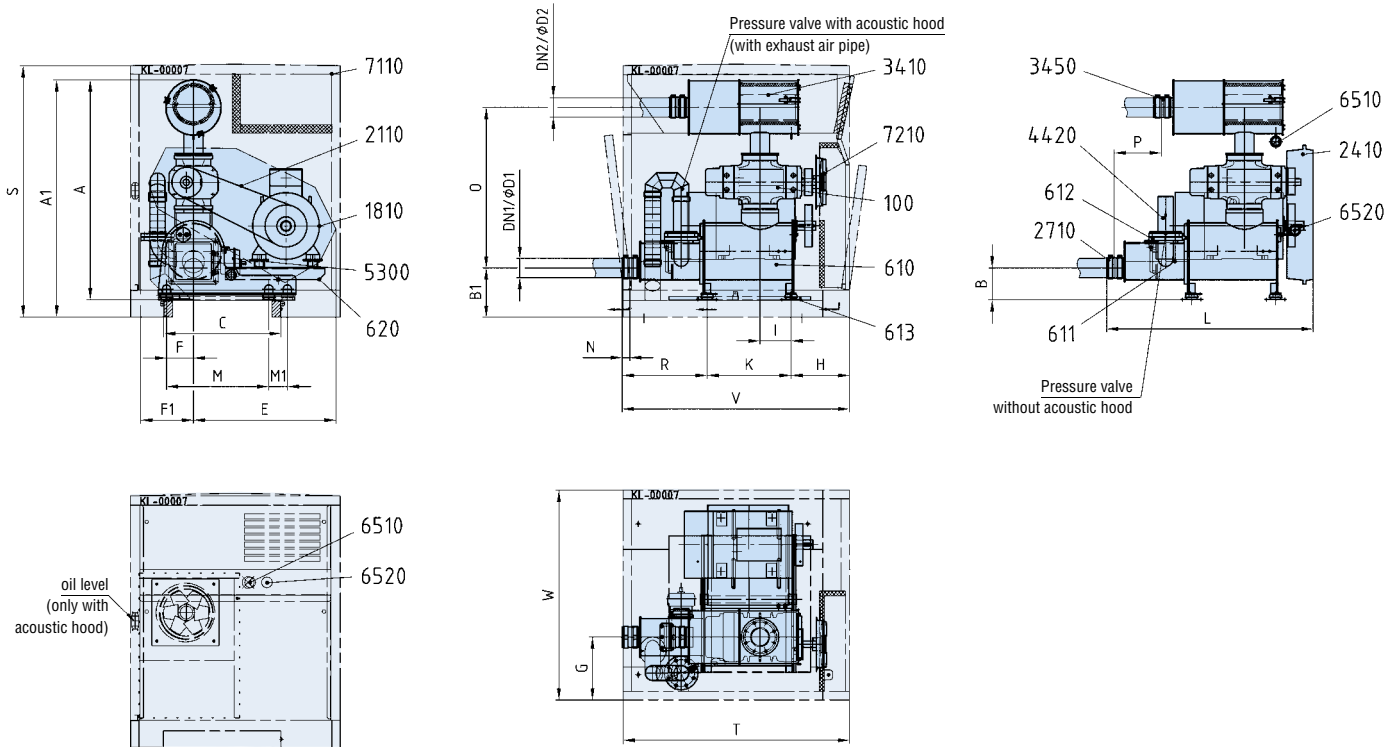 KL-00007
7110
2110
1810
5300
620
S
A1
A
C
F
M
M1
F1
E
DN2/øD2
Pressure valve with acoustic hood
(with exhaust air pipe)
KL-00007
3410
7210
100
610
613
O
DN1/øD1
B1
N
I
R
K
H
V
3450
6510
P
4420
2410
612
6520
2710
B
L
611
Pressure valve
without acoustic hood
KL-00007
6510
6520
oil level
(only with
acoustic hood)
KL-00007
W
G
T